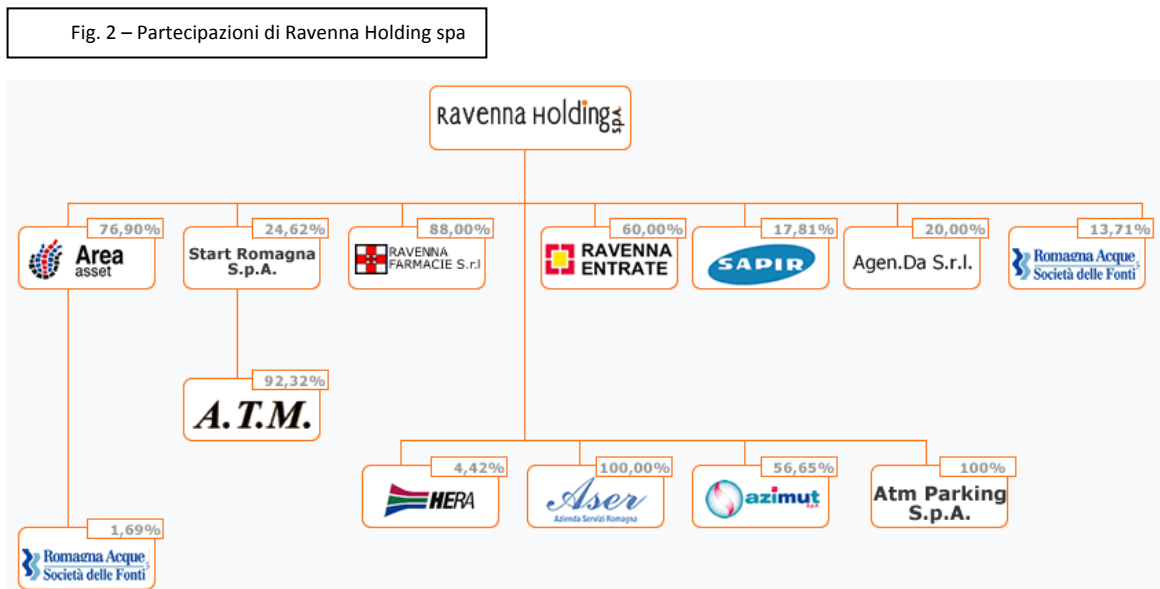 Fig. 2 – Partecipazioni di Ravenna Holding spa
Ravenna Holding spa
76,90%
Area
asset
24,62%
Start Romagna
S.p.A.
88,00%
RAVENNA
FARMACIE S.r.l
60,00%
RAVENNA
ENTRATE
17,81%
SAPIR
20,00%
Agen.Da S.r.l.
13,71%
Romagna Acque
Società delle Fonti
92,32%
A.T.M.
4,42%
HERA
100,00%
Aser
Azienda Servizi Romagna
56,65%
azimut
s.p.a.
100%
Atm Parking
S.p.A.
1,69%
Romagna Acque
Società delle Fonti